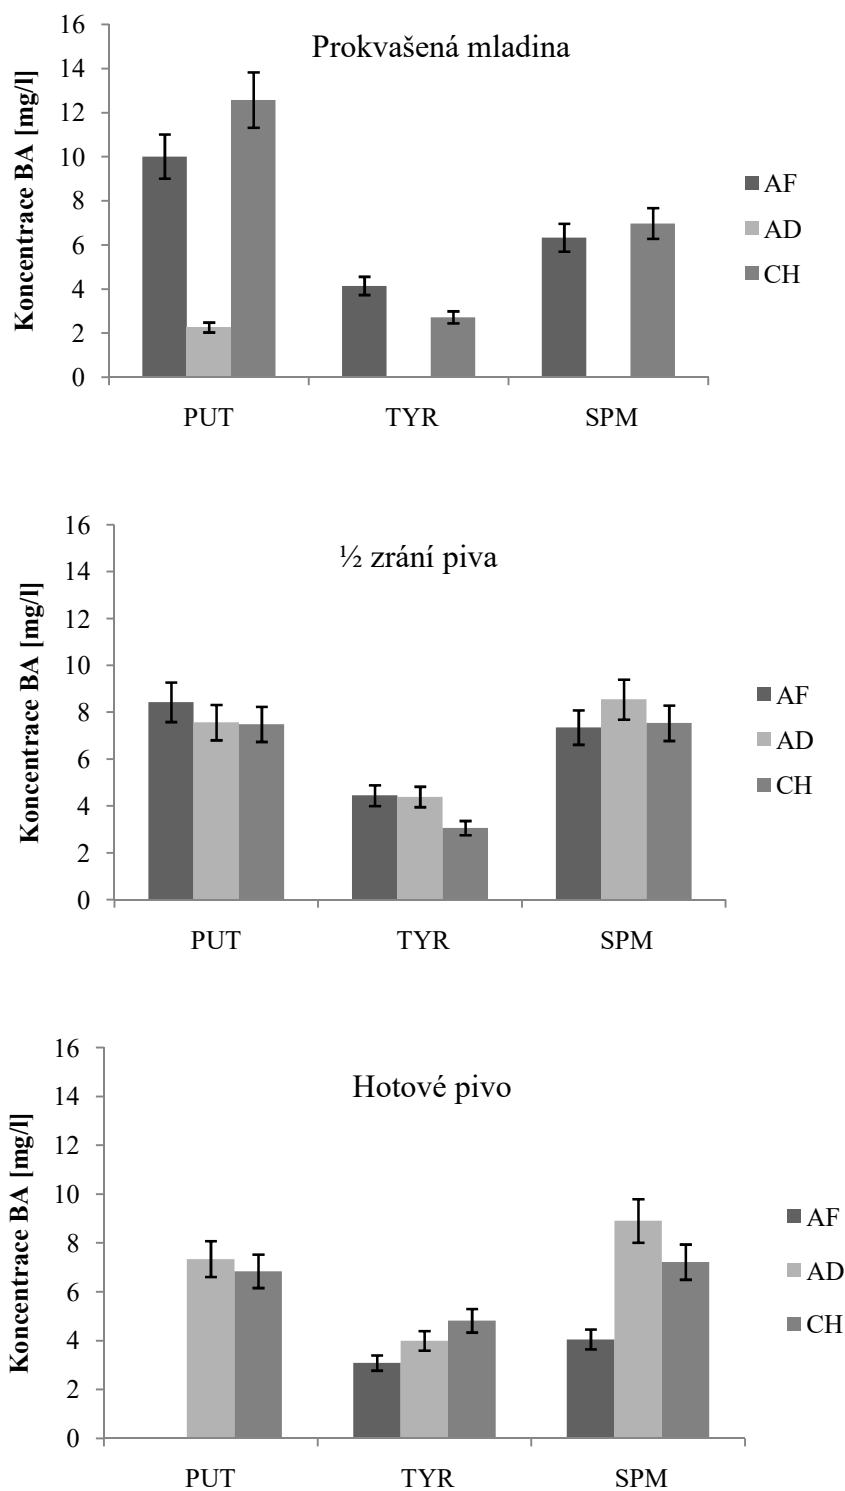 Prokvašená mladina
Koncentrace BA [mg/l]
16
14
12
10
8
6
4
2
0
PUT TYR SPM
AF
AD
CH
½ zrání piva
Koncentrace BA [mg/l]
16
14
12
10
8
6
4
2
0
PUT TYR SPM
AF
AD
CH
Hotové pivo
Koncentrace BA [mg/l]
16
14
12
10
8
6
4
2
0
PUT TYR SPM
AF
AD
CH